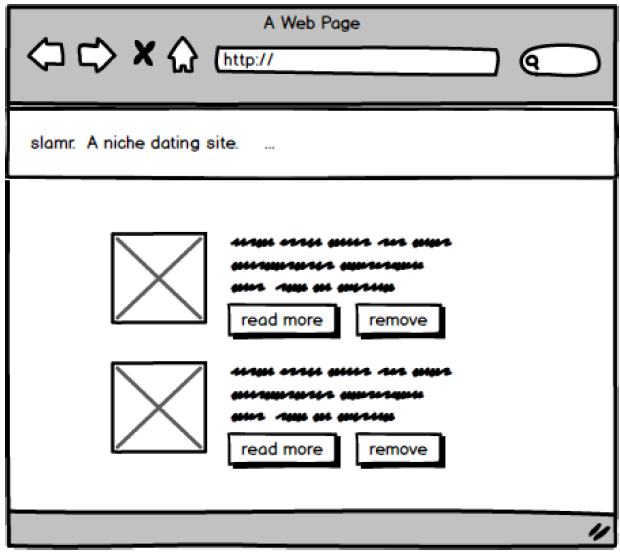 A Web Page
http://
slamr. A niche dating site. ...
read more remove
read more remove